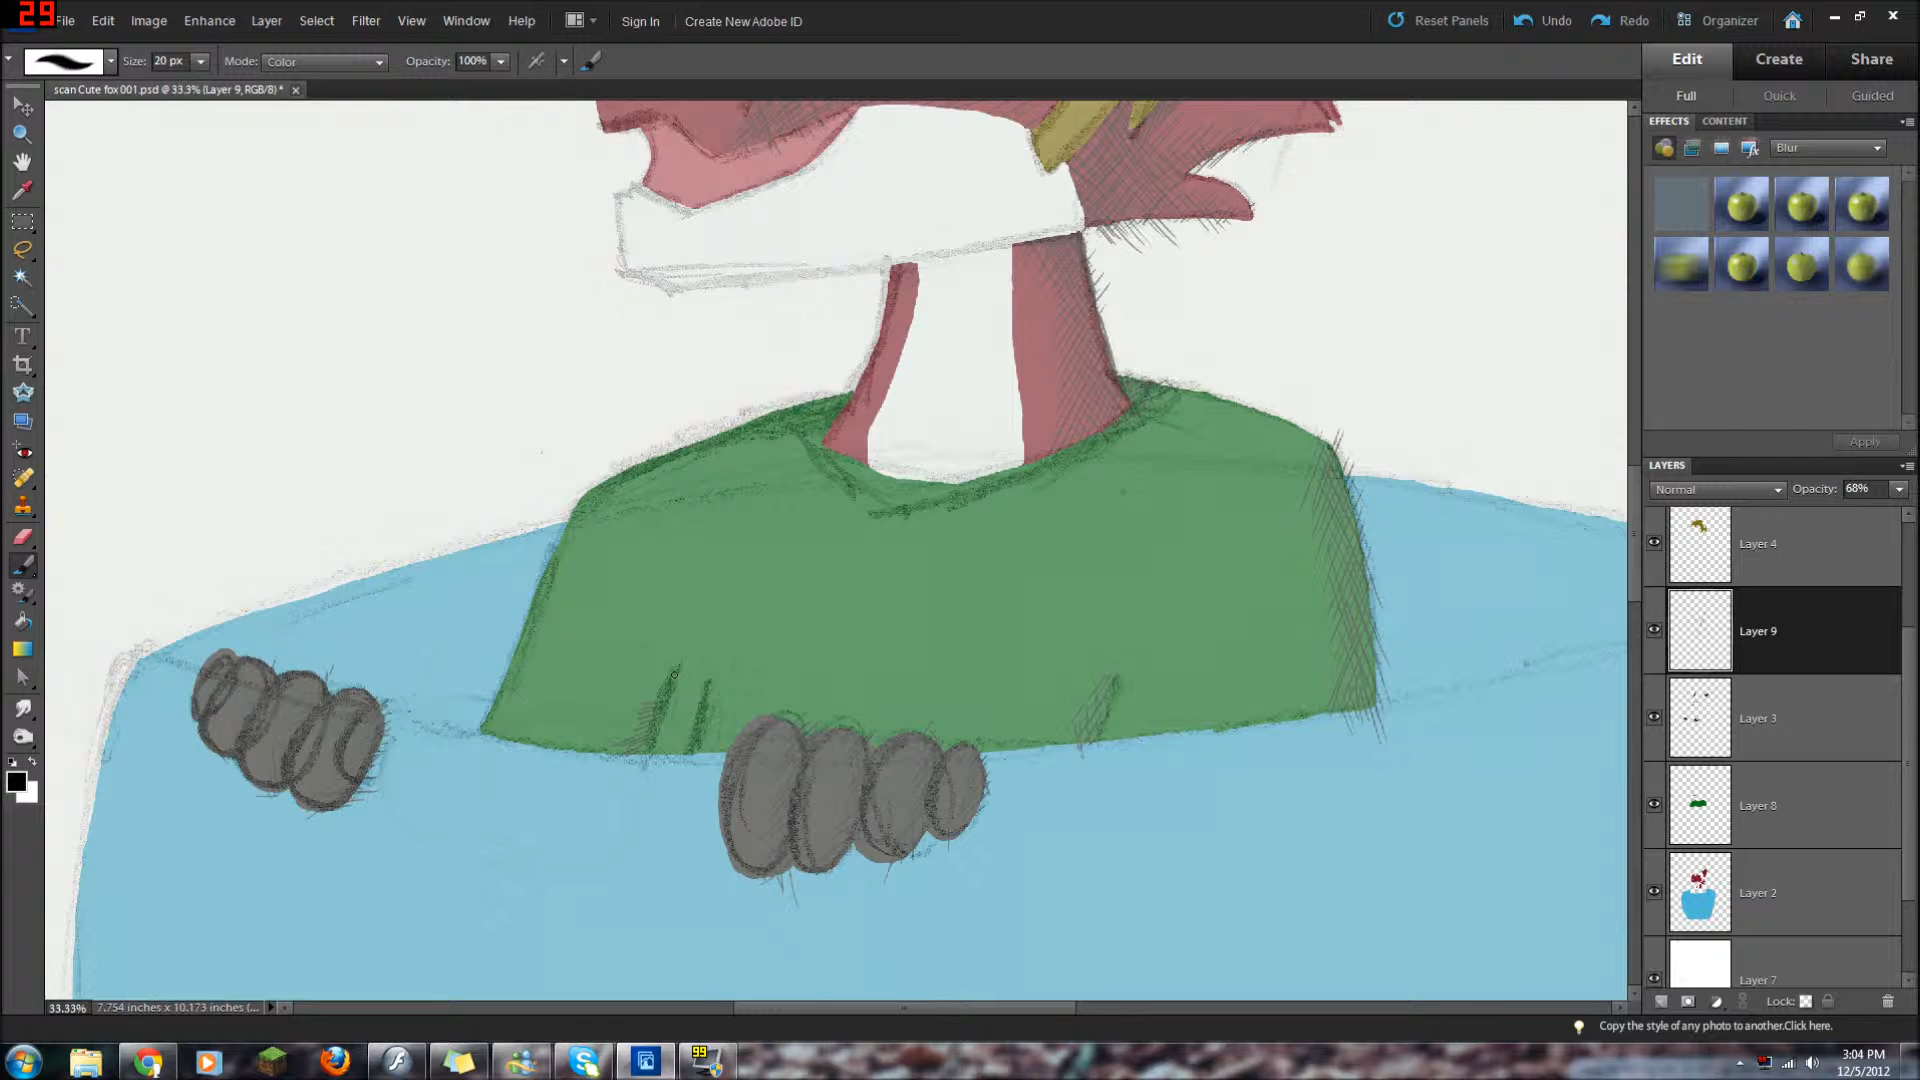 29
File Edit Image Enhance Layer Select Filter View Window Help Sign In Create New Adobe ID Reset Panels Undo Redo Organizer
Size: 20 px Mode: Color Opacity: 100% Edit Create Share
scan Cute fox 001.psd @ 33.3% (Layer 9, RGB/8) * x
Full Quick Guided
EFFECTS CONTENT
Blur
Apply
LAYERS
Normal Opacity: 68%
Layer 4
Layer 9
Layer 3
Layer 8
Layer 2
Layer 7
33.33% 7.754 inches x 10.173 inches (... Lock:
Copy the style of any photo to another.Click here.
99
3:04 PM
12/5/2012